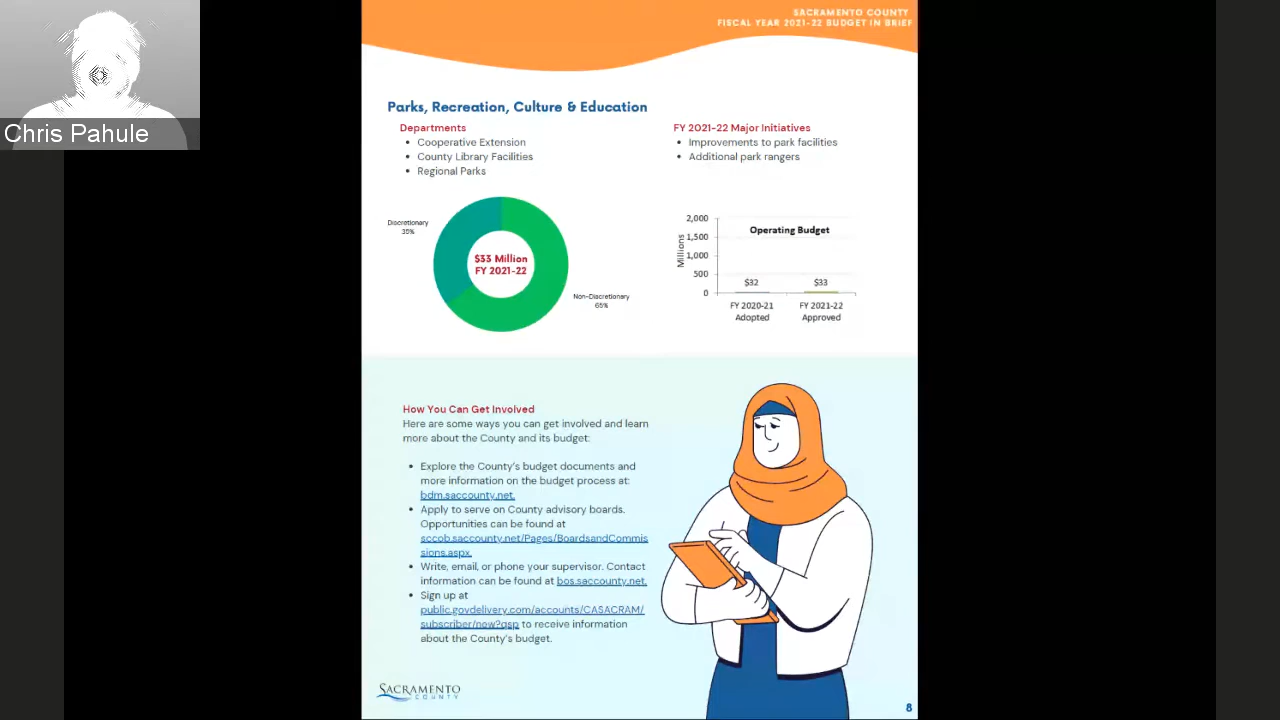 SACRAMENTO COUNTY
FISCAL YEAR 2021-22 BUDGET IN BRIEF
Chris Pahule
Parks, Recreation, Culture & Education
Departments
• Cooperative Extension
• County Library Facilities
• Regional Parks
FY 2021-22 Major Initiatives
• Improvements to park facilities
• Additional park rangers
Discretionary
35%
$33 Million
FY 2021-22
Non-Discretionary
65%
Operating Budget
Millions
2,000
1,500
1,000
500
0
$32
$33
FY 2020-21
Adopted
FY 2021-22
Approved
How You Can Get Involved
Here are some ways you can get involved and learn
more about the County and its budget:
• Explore the County's budget documents and
more information on the budget process at:
bdm.saccounty.net.
• Apply to serve on County advisory boards.
Opportunities can be found at
sccob.saccounty.net/Pages/BoardsandCommis
sions.aspx.
• Write, email, or phone your supervisor. Contact
information can be found at bos.saccounty.net.
• Sign up at
public.govdelivery.com/accounts/CASACRAM/
subscriber/new?qsp to receive information
about the County's budget.
SACRAMENTO
COUNTY
8